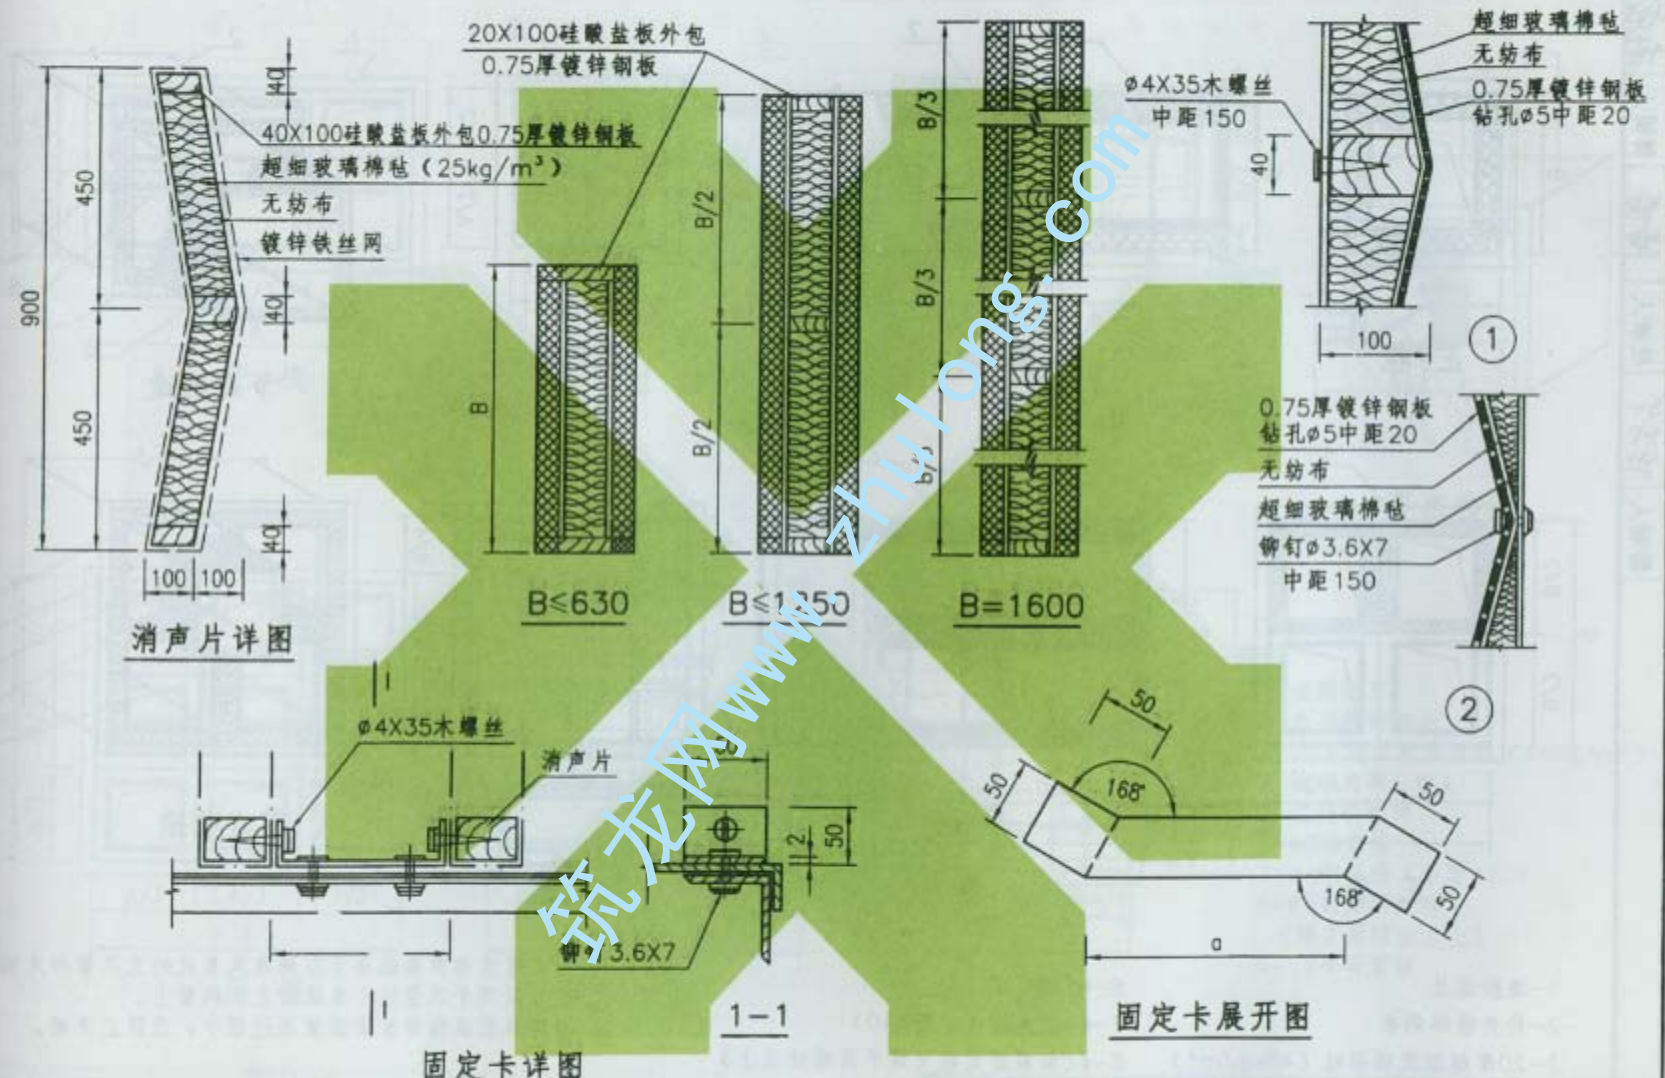 20X100硅酸盐板外包
0.75厚镀锌钢板
40
40X100硅酸盐板外包0.75厚镀锌钢板
超细玻璃棉毡（25kg/m³）
无纺布
镀锌铁丝网
450
900
40
450
40
100
100
消声片详图
B
B≤630
B/2
B/2
B/3
B/3
B=1600
ø4X35木螺丝
中距150
40
超细玻璃棉毡
无纺布
0.75厚镀锌钢板
钻孔ø5中距20
100
1
0.75厚镀锌钢板
钻孔ø5中距20
无纺布
超细玻璃棉毡
铆钉ø3.6X7
中距150
2
1
ø4X35木螺丝
消声片
1
固定卡详图
2
50
铆钉3.6X7
1-1
50
50
168°
50
168°
50
a
固定卡展开图
筑龙网www.zhulong.com